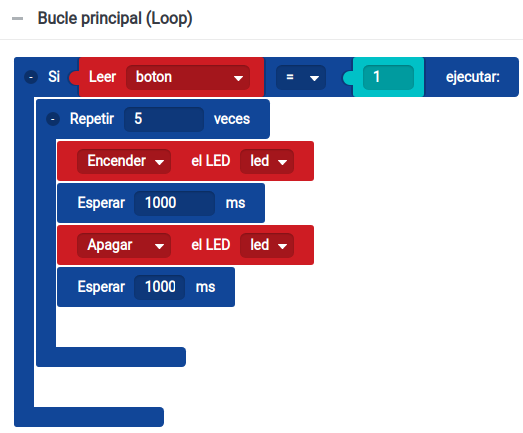 Bucle principal (Loop)
Si Leer boton = 1 ejecutar:
Repetir 5 veces
Encender el LED led
Esperar 1000 ms
Apagar el LED led
Esperar 1000 ms